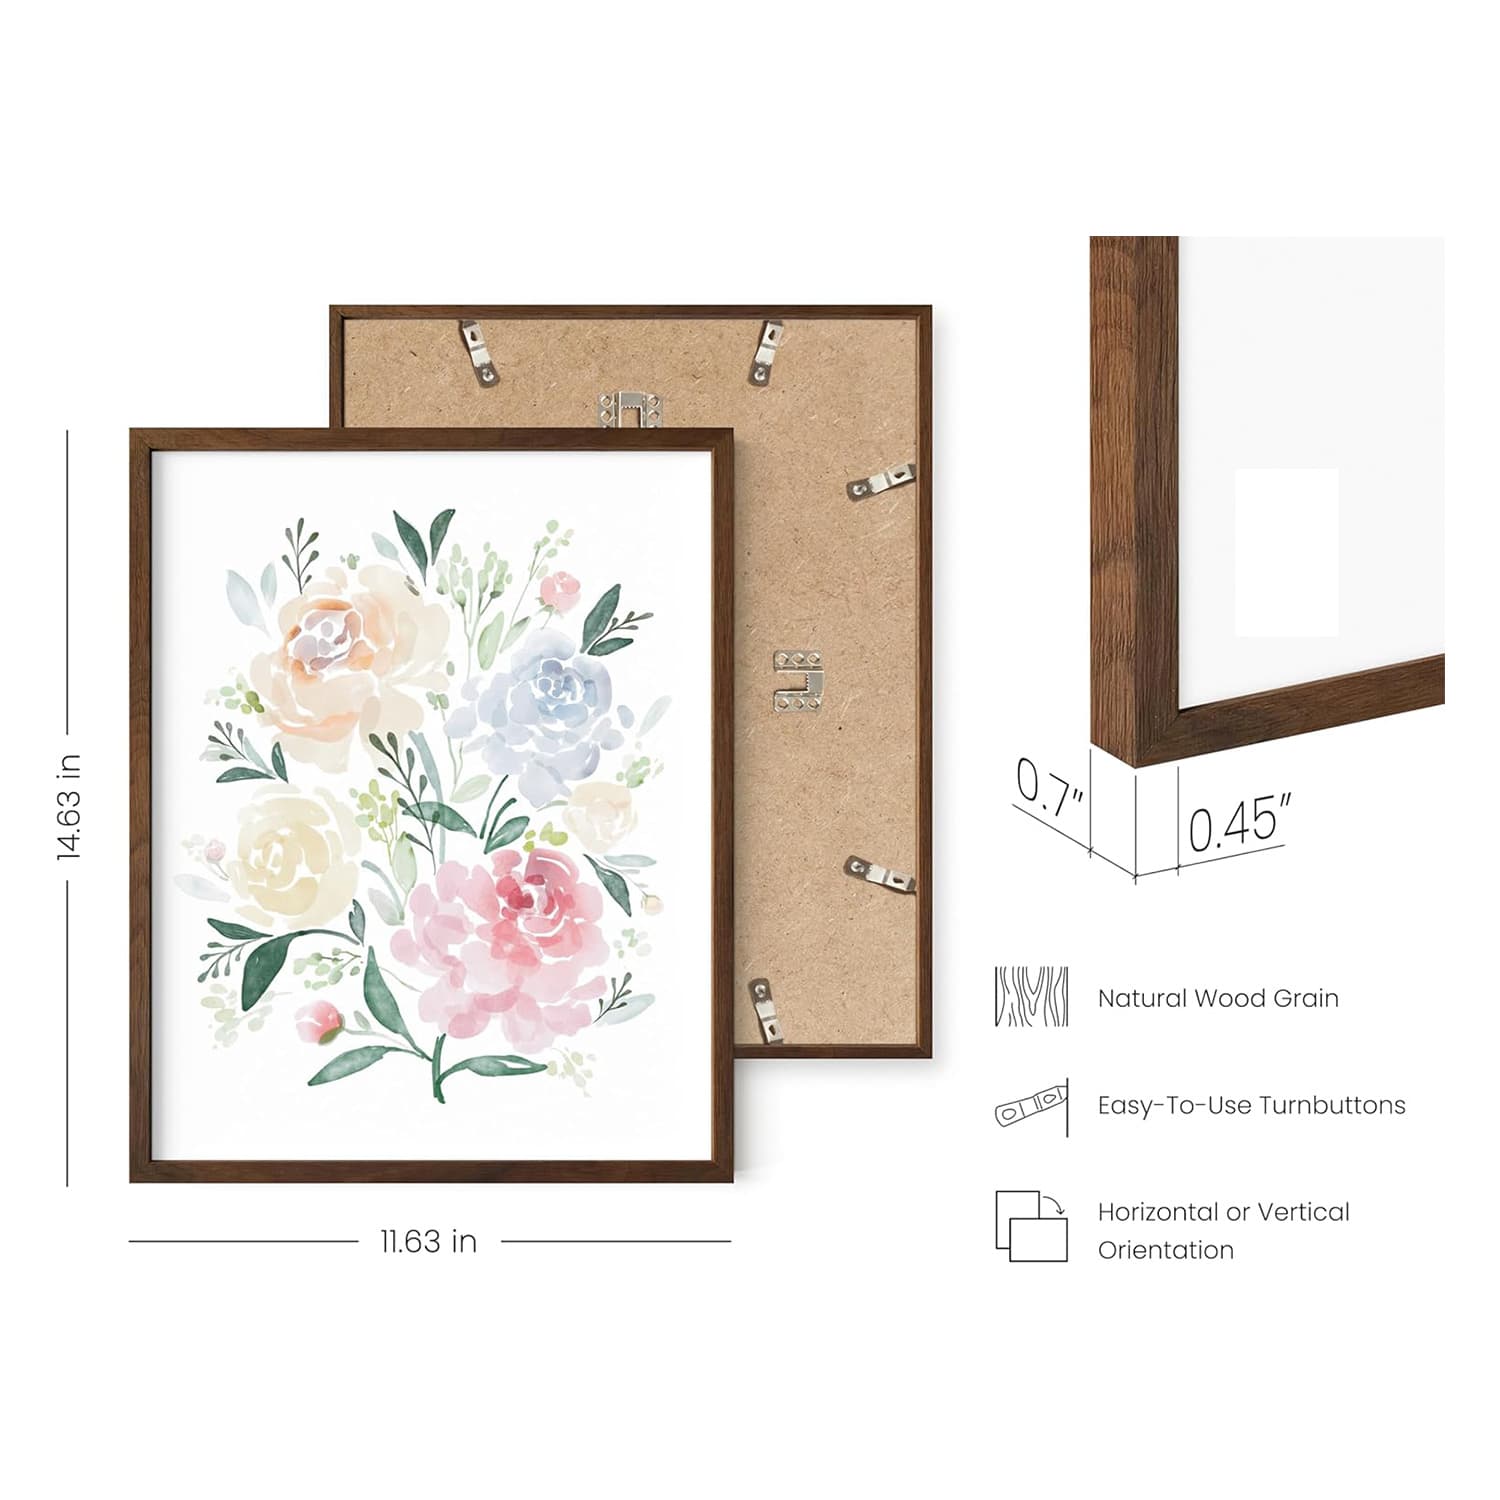 14.63 in
11.63 in
0.7"
0.45"
Natural Wood Grain
Easy-To-Use Turnbuttons
Horizontal or Vertical
Orientation